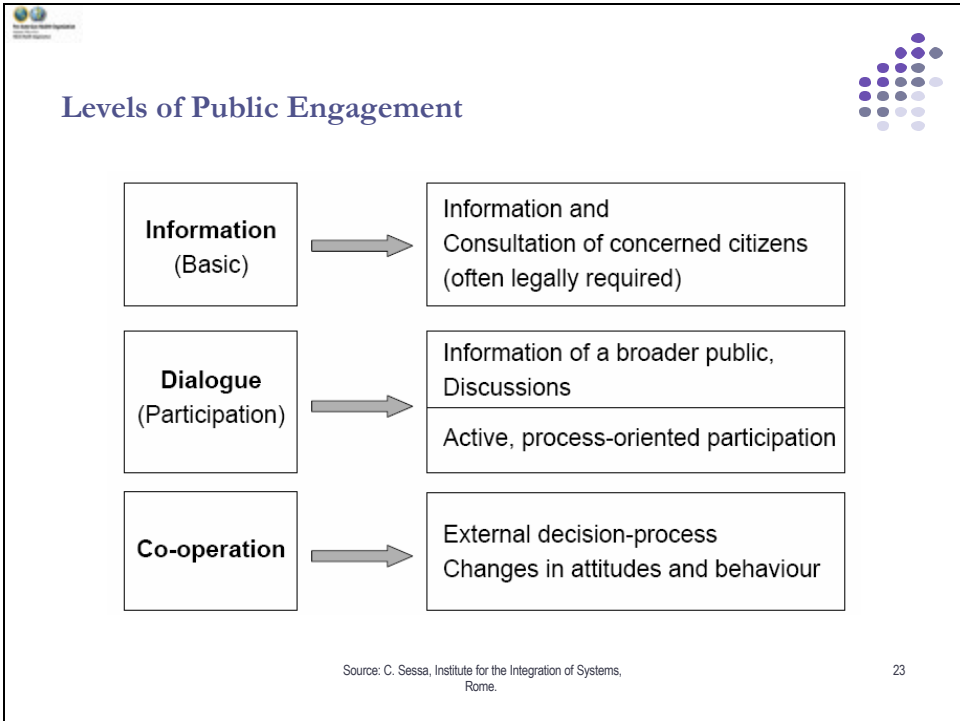 Levels of Public Engagement
Information
(Basic)
Information and
Consultation of concerned citizens
(often legally required)
Dialogue
(Participation)
Information of a broader public,
Discussions
Active, process-oriented participation
Co-operation
External decision-process
Changes in attitudes and behaviour
Source: C. Sessa, Institute for the Integration of Systems,
Rome.
23